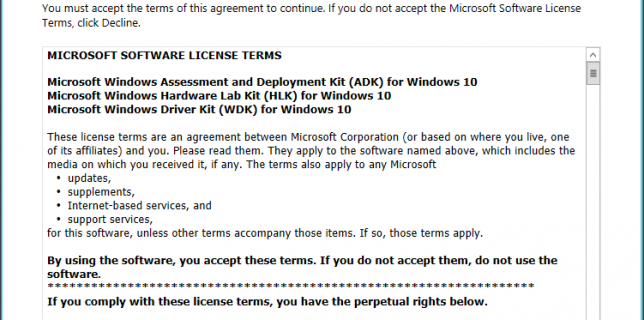 You must accept the terms of this agreement to continue. If you do not accept the Microsoft Software License
Terms, click Decline.
MICROSOFT SOFTWARE LICENSE TERMS
Microsoft Windows Assessment and Deployment Kit (ADK) for Windows 10
Microsoft Windows Hardware Lab Kit (HLK) for Windows 10
Microsoft Windows Driver Kit (WDK) for Windows 10
These license terms are an agreement between Microsoft Corporation (or based on where you live, one
of its affiliates) and you. Please read them. They apply to the software named above, which includes the
media on which you received it, if any. The terms also apply to any Microsoft
• updates,
• supplements,
• Internet-based services, and
• support services,
for this software, unless other terms accompany those items. If so, those terms apply.
By using the software, you accept these terms. If you do not accept them, do not use the
software.
*******************************************************************
If you comply with these license terms, you have the perpetual rights below.